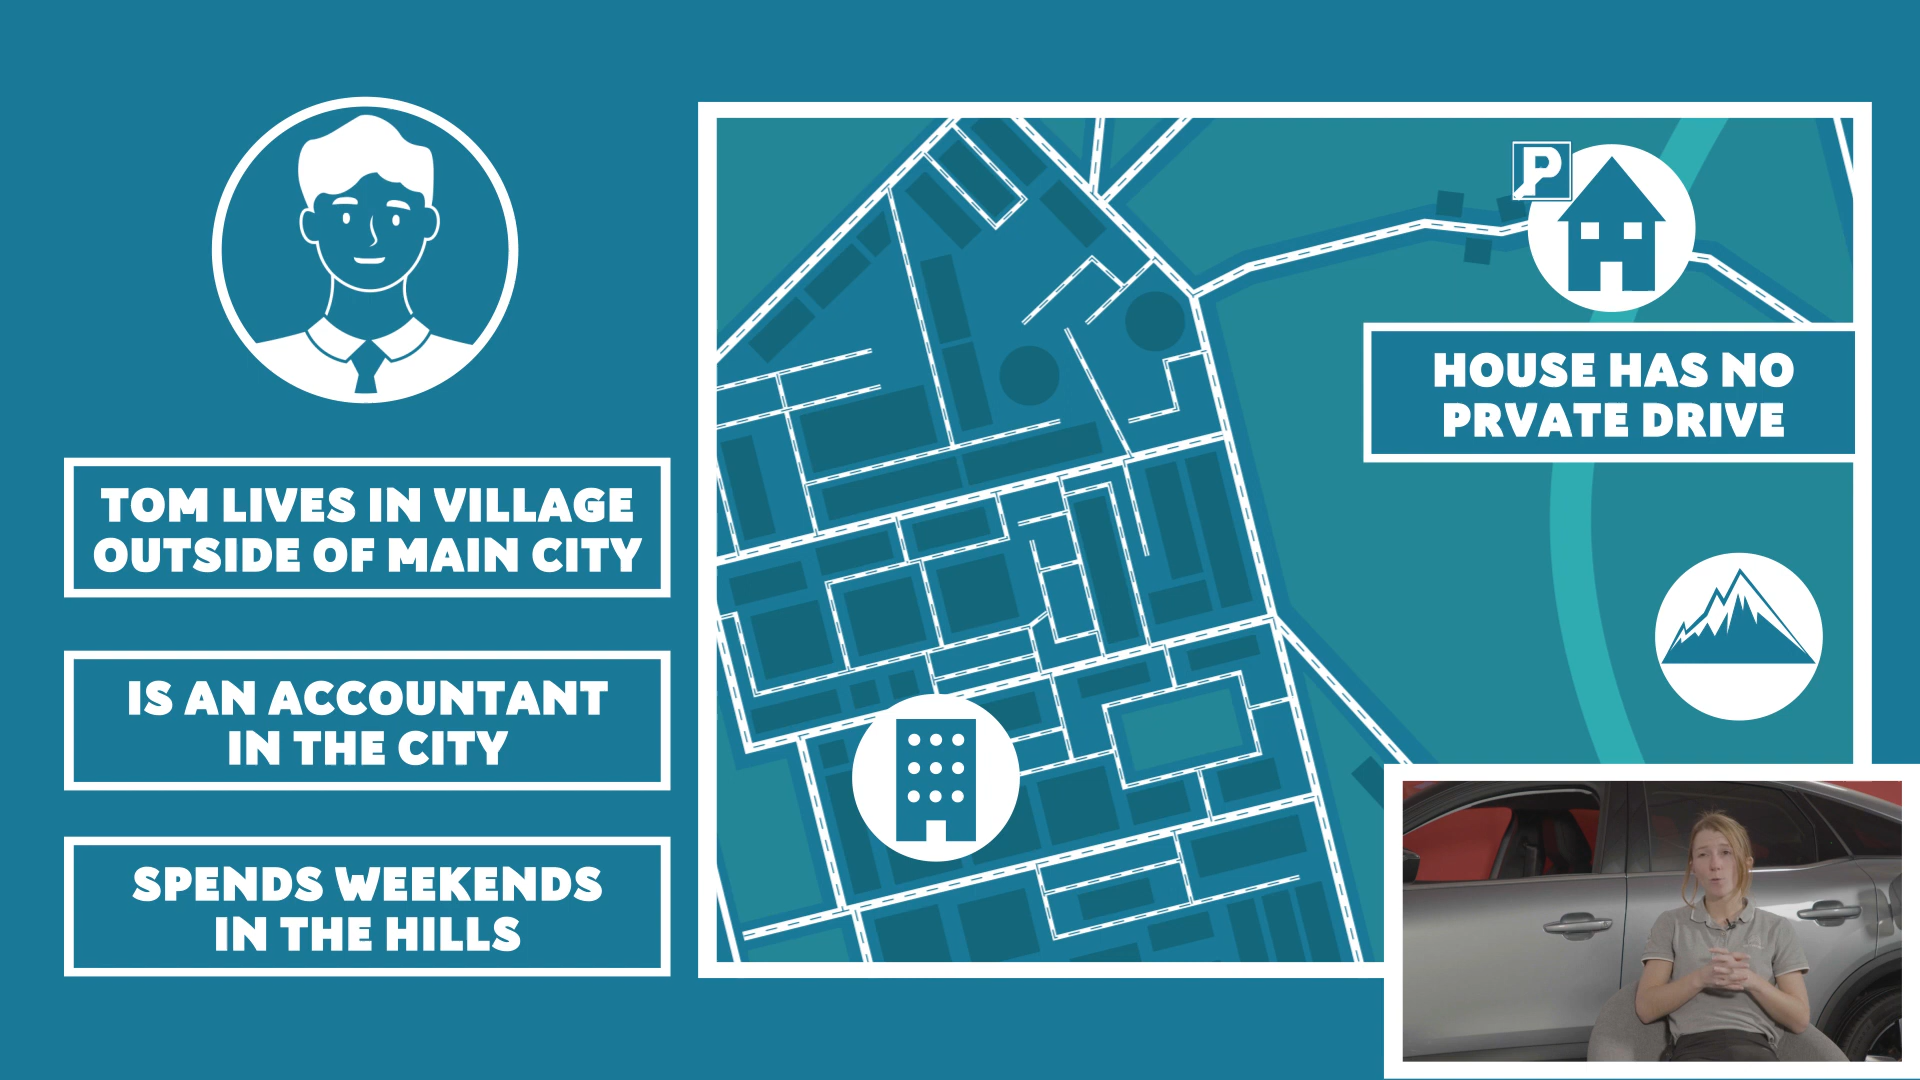 P
HOUSE HAS NO
PRVATE DRIVE
TOM LIVES IN VILLAGE
OUTSIDE OF MAIN CITY
IS AN ACCOUNTANT
IN THE CITY
SPENDS WEEKENDS
IN THE HILLS